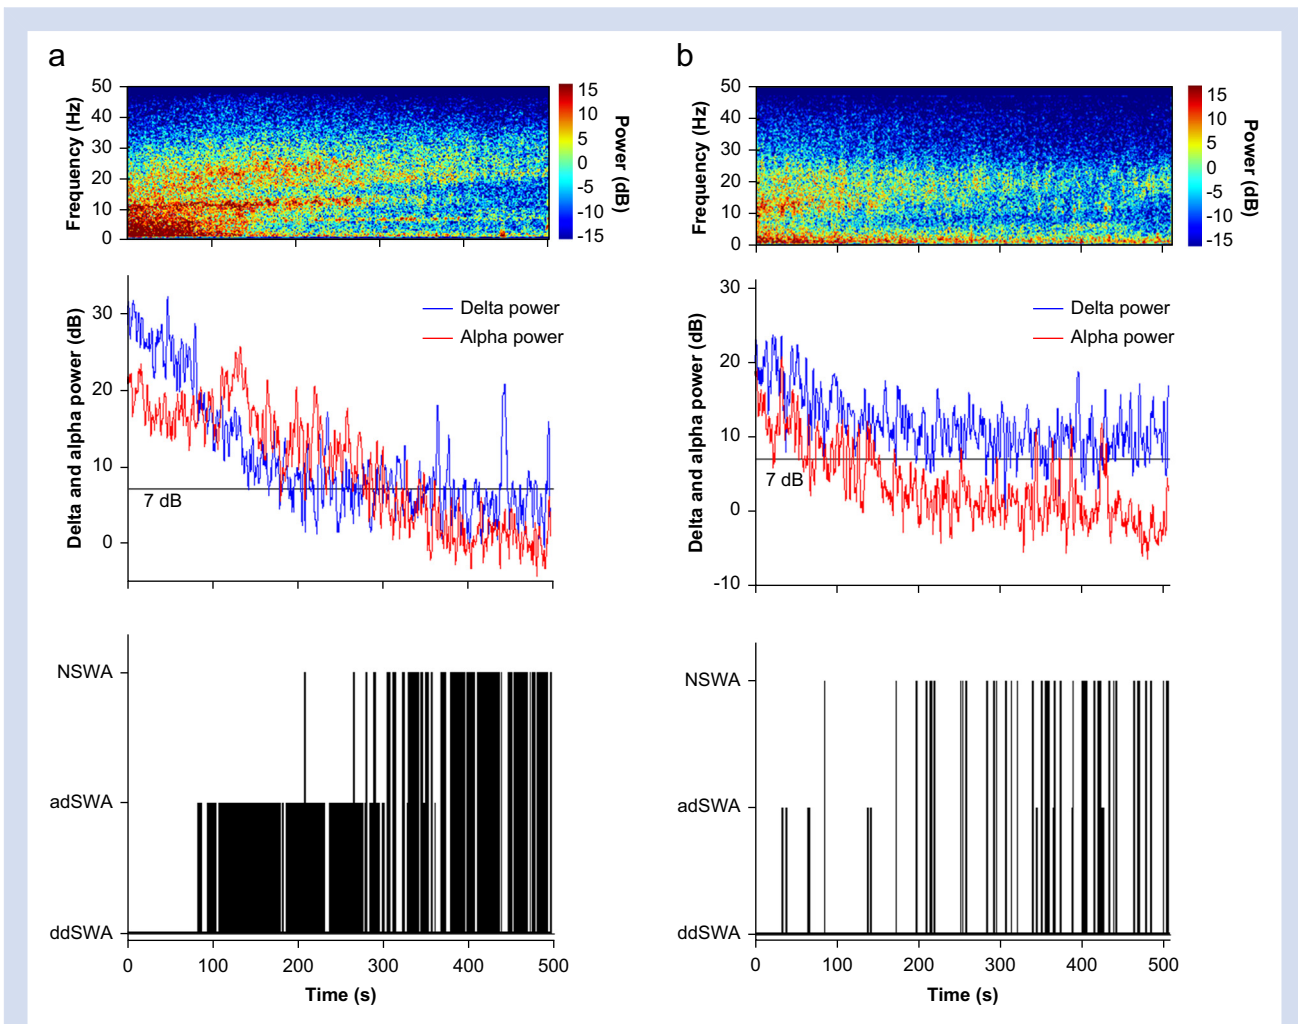 a
50
40
30
20
10
0
Frequency (Hz)
15
10
5
0
-5
-10
-15
Power (dB)
30
20
10
0
Delta and alpha power (dB)
Delta power
Alpha power
7 dB
NSWA
adSWA
ddSWA
0 100 200 300 400 500
Time (s)
b
50
40
30
20
10
0
Frequency (Hz)
15
10
5
0
-5
-10
-15
Power (dB)
30
20
10
0
-10
Delta and alpha power (dB)
Delta power
Alpha power
7 dB
NSWA
adSWA
ddSWA
0 100 200 300 400 500
Time (s)